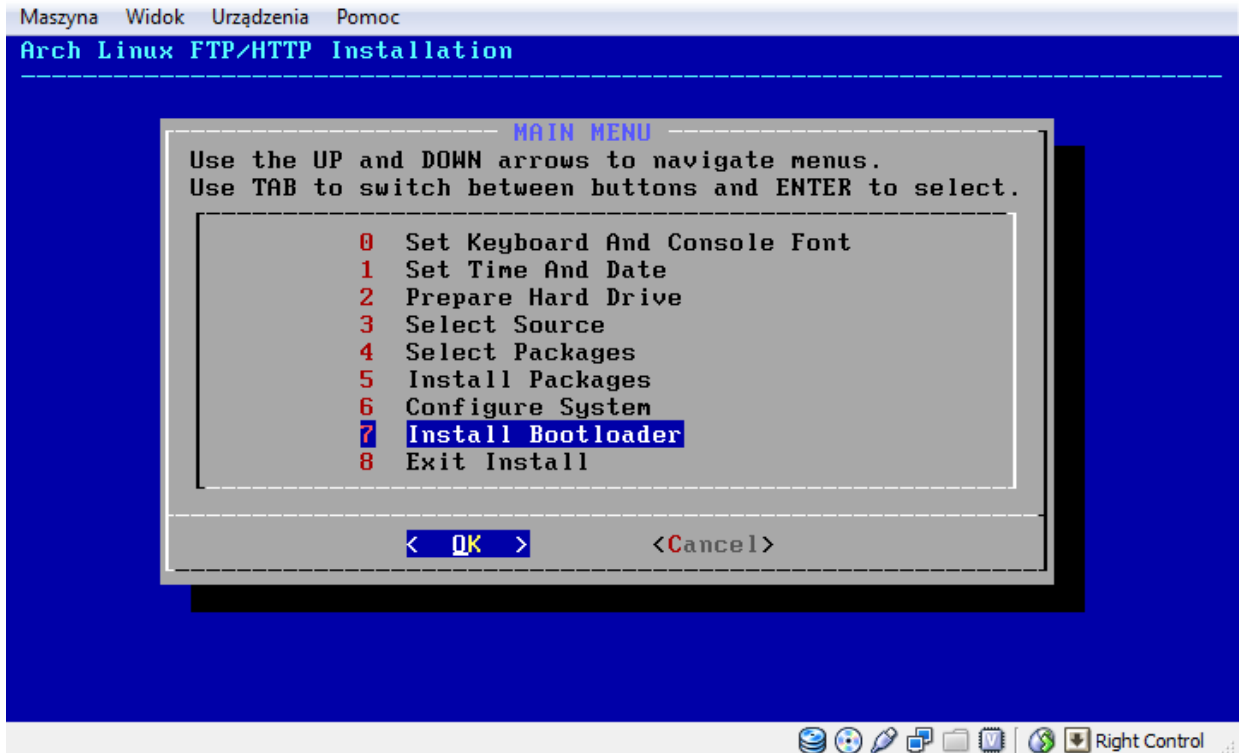 Maszyna Widok Urządzenia Pomoc
Arch Linux FTP/HTTP Installation
MAIN MENU
Use the UP and DOWN arrows to navigate menus.
Use TAB to switch between buttons and ENTER to select.
0 Set Keyboard And Console Font
1 Set Time And Date
2 Prepare Hard Drive
3 Select Source
4 Select Packages
5 Install Packages
6 Configure System
7 Install Bootloader
8 Exit Install
< OK > <Cancel>
Right Control